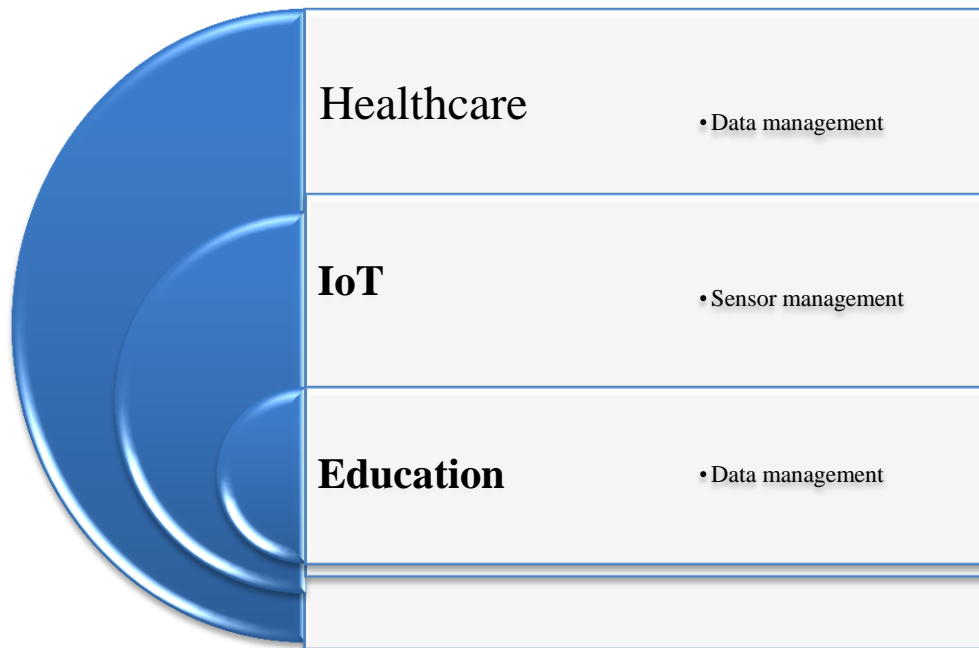 Healthcare
• Data management
IoT
• Sensor management
Education
• Data management